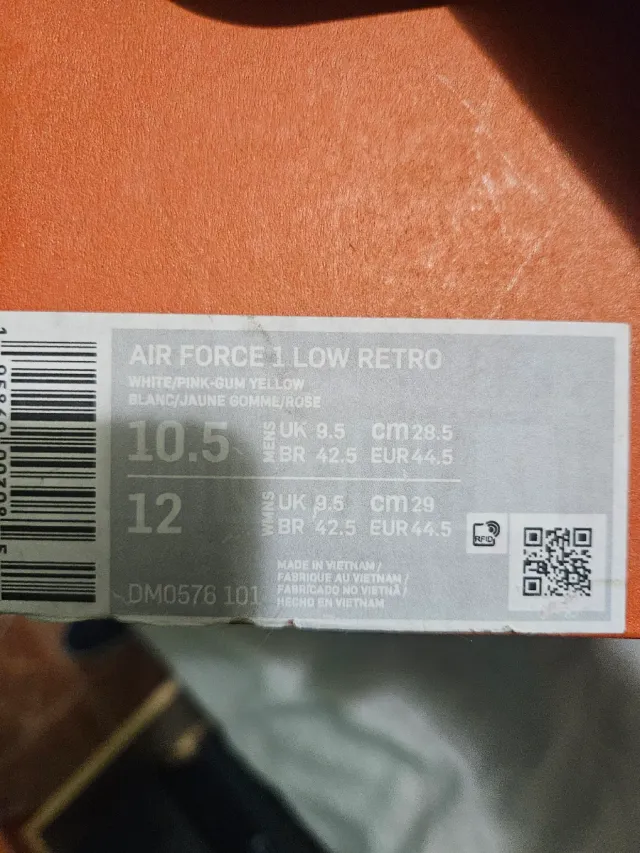 AIR FORCE 1 LOW RETRO
WHITE/PINK-GUM YELLOW
BLANC/JAUNE GOMME/ROSE
10.5 MENS UK 9.5 cm 28.5
BR 42.5 EUR 44.5
12 WMNS UK 9.5 cm 29
BR 42.5 EUR 44.5
RFID
MADE IN VIETNAM /
FABRIQUE AU VIETNAM /
FABRICADO NO VIETNÃ /
HECHO EN VIETNAM
DM0576 101